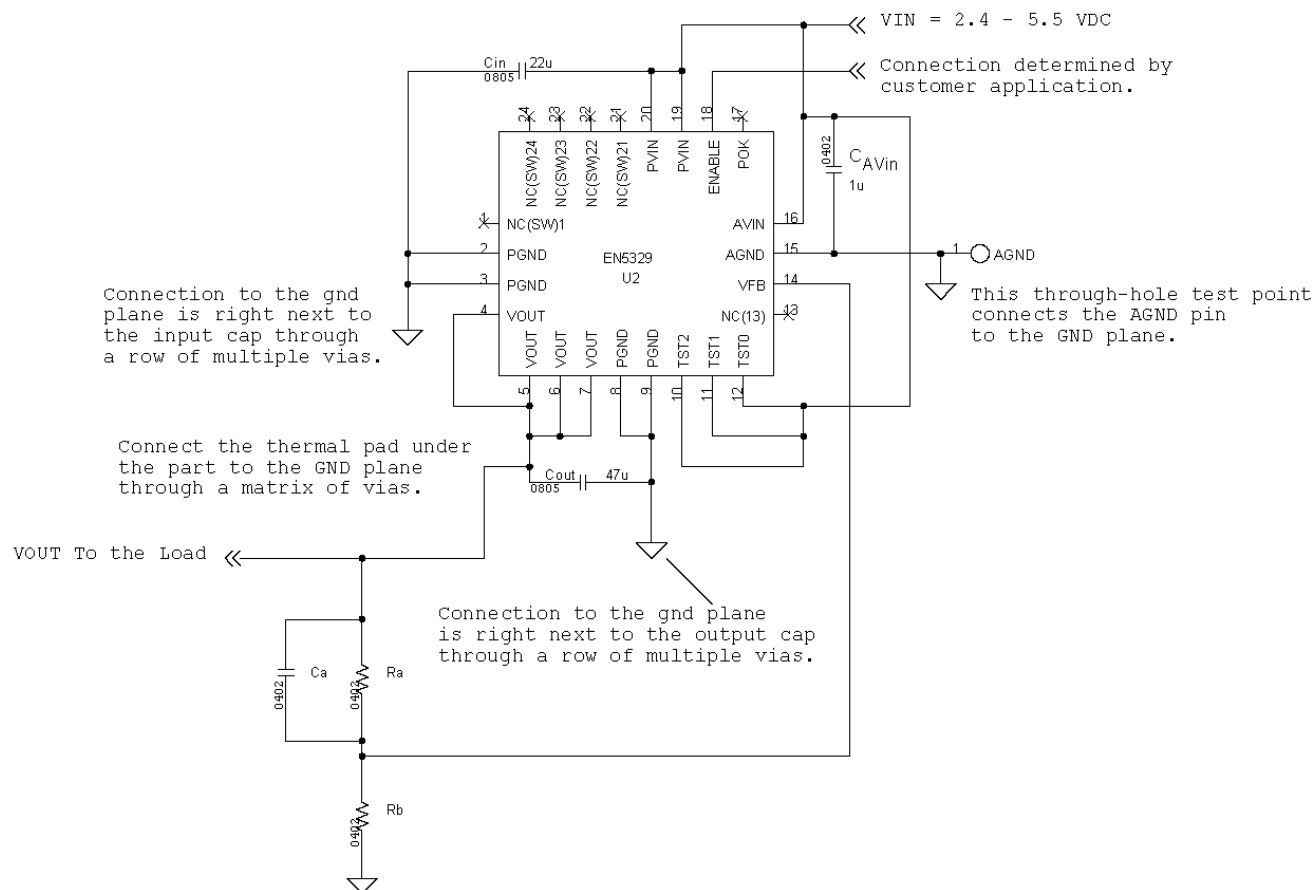 VIN = 2.4 - 5.5 VDC
Cin 22u
0805
Connection determined by
customer application.
24
23
22
21
20
19
18
17
NC(SW)24
NC(SW)23
NC(SW)22
NC(SW)21
PVIN
PVIN
ENABLE
POK
0402
CAVin
1u
1 NC(SW)1
AVIN 16
2 PGND
EN5329
AGND 15
1 AGND
U2
3 PGND
VFB 14
4 VOUT
NC(13) 13
Connection to the gnd
plane is right next to
the input cap through
a row of multiple vias.
This through-hole test point
connects the AGND pin
to the GND plane.
VOUT
VOUT
VOUT
PGND
PGND
TST2
TST1
TST0
5
6
7
8
9
10
11
12
Connect the thermal pad under
the part to the GND plane
through a matrix of vias.
Cout 47u
0805
VOUT To the Load
Connection to the gnd plane
is right next to the output cap
through a row of multiple vias.
0402
Ca
0402
Ra
0402
Rb